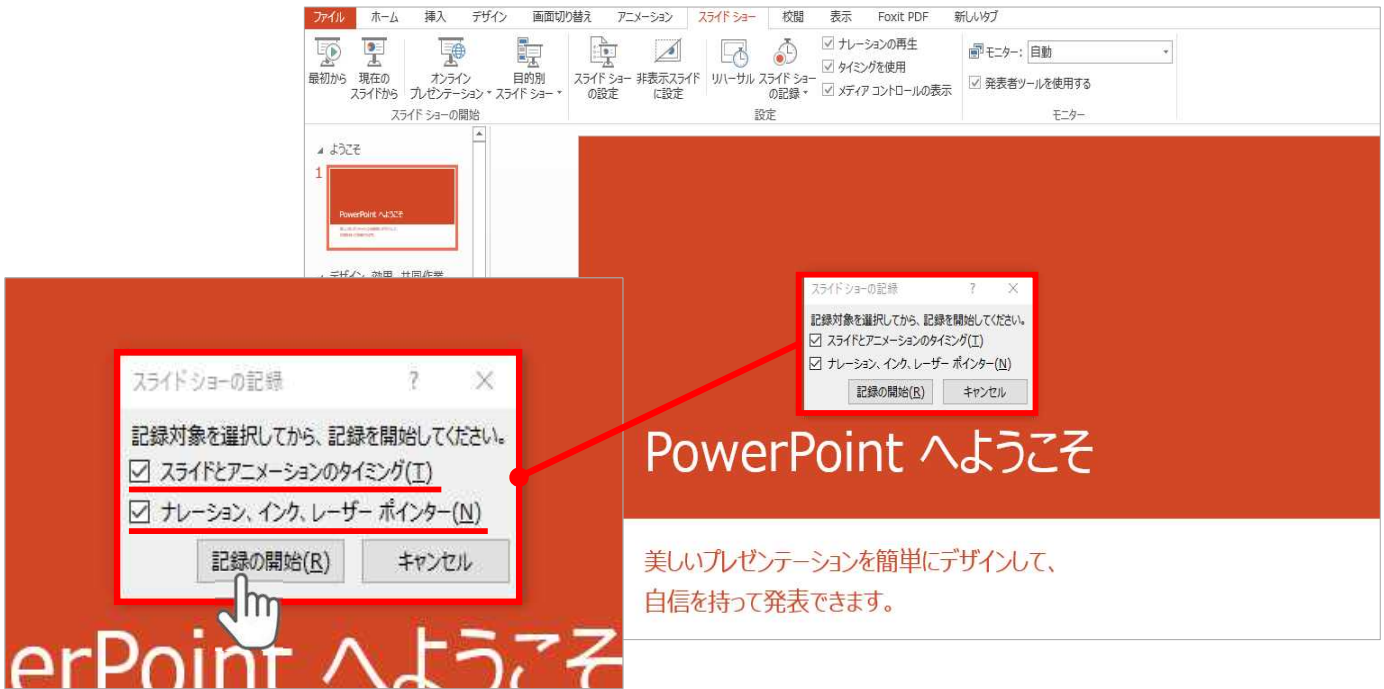 ファイル ホーム 挿入 デザイン 画面切り替え アニメーション スライド ショー 校閲 表示 Foxit PDF 新しいタブ
最初から
現在の
スライドから
オンライン
プレゼンテーション
目的別
スライド ショー
スライド ショーの開始
スライド ショー
の設定
非表示スライド
に設定
リハーサル
スライド ショー
の記録
ナレーションの再生
タイミングを使用
メディア コントロールの表示
設定
モニター: 自動
発表者ツールを使用する
モニター
ようこそ
1
PowerPoint へようこそ
デザイン、効果、共同作業
スライド ショーの記録 ? ×
記録対象を選択してから、記録を開始してください。
スライドとアニメーションのタイミング(T)
ナレーション、インク、レーザー ポインター(N)
記録の開始(R) キャンセル
PowerPoint へようこそ
美しいプレゼンテーションを簡単にデザインして、
自信を持って発表できます。
スライド ショーの記録 ? ×
記録対象を選択してから、記録を開始してください。
スライドとアニメーションのタイミング(T)
ナレーション、インク、レーザー ポインター(N)
記録の開始(R) キャンセル
erPoint へようこそ